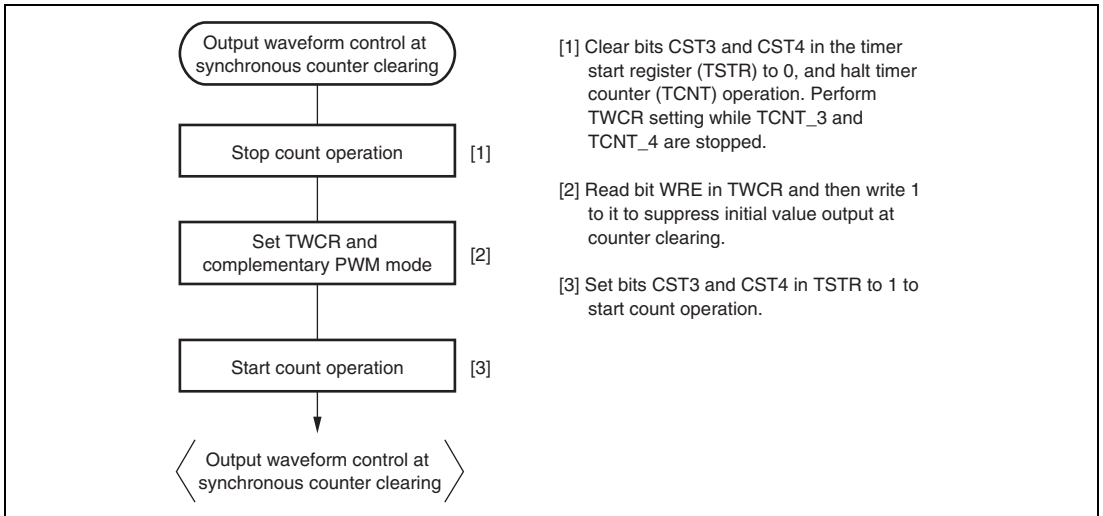 Output waveform control at
synchronous counter clearing
Stop count operation
[1]
Set TWCR and
complementary PWM mode
[2]
Start count operation
[3]
Output waveform control at
synchronous counter clearing
[1] Clear bits CST3 and CST4 in the timer
start register (TSTR) to 0, and halt timer
counter (TCNT) operation. Perform
TWCR setting while TCNT_3 and
TCNT_4 are stopped.
[2] Read bit WRE in TWCR and then write 1
to it to suppress initial value output at
counter clearing.
[3] Set bits CST3 and CST4 in TSTR to 1 to
start count operation.